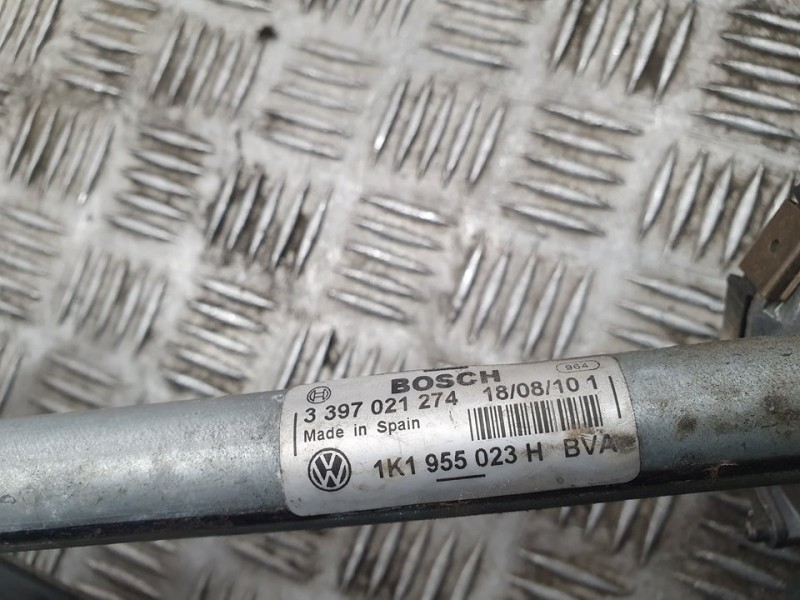 BOSCH
964
3 397 021 274 18/08/10 1
Made in Spain
1K1 955 023 H BVA